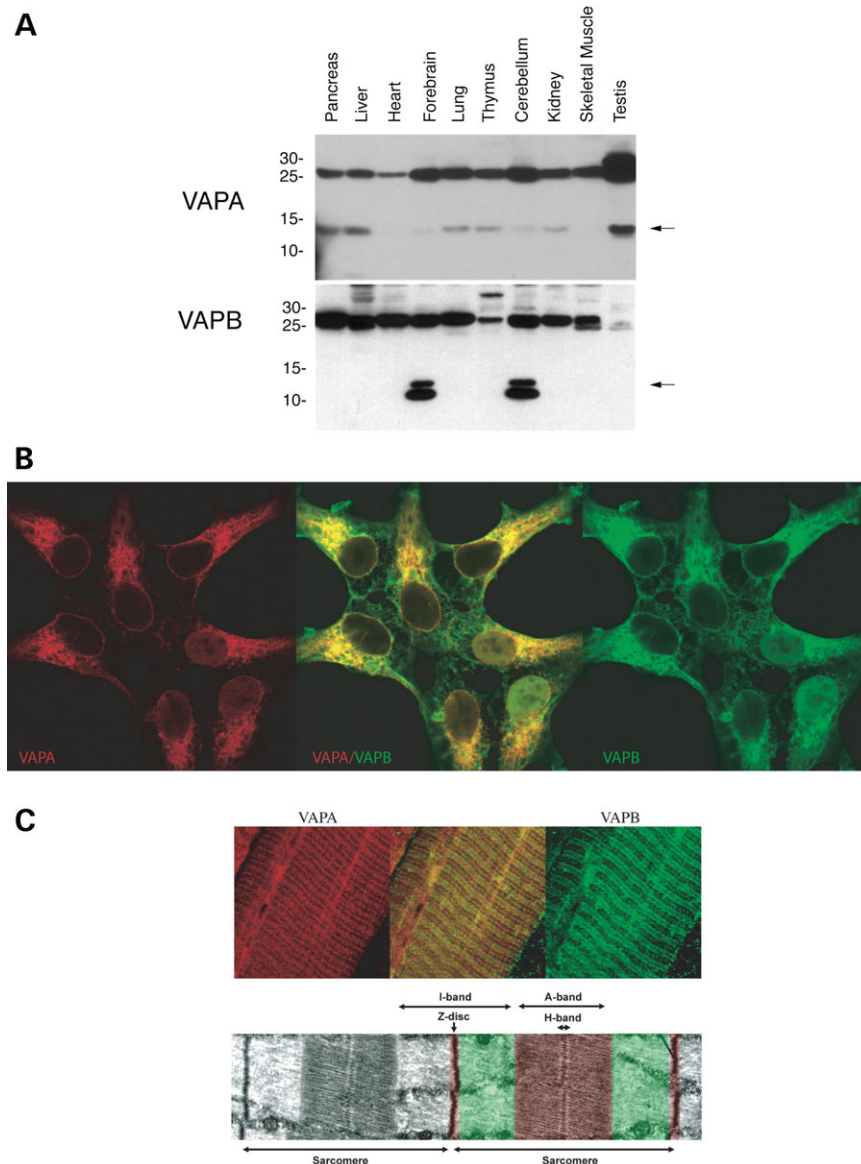 A
Pancreas
Liver
Heart
Forebrain
Lung
Thymus
Cerebellum
Kidney
Skeletal Muscle
Testis
VAPA
30-
25-
15-
10-
VAPB
30-
25-
15-
10-
B
VAPA
VAPA/VAPB
VAPB
C
VAPA
VAPB
I-band
A-band
Z-disc
H-band
Sarcomere
Sarcomere